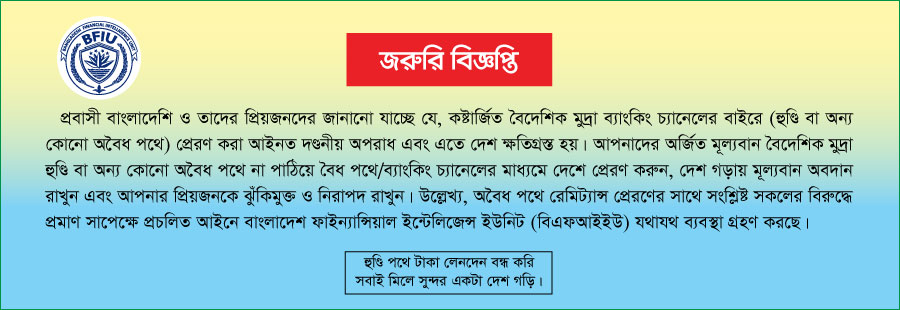 BANGLADESH FINANCIAL INTELLIGENCE UNIT
BFIU
জরুরি বিজ্ঞপ্তি
প্রবাসী বাংলাদেশি ও তাদের প্রিয়জনদের জানানো যাচ্ছে যে, কষ্টার্জিত বৈদেশিক মুদ্রা ব্যাংকিং চ্যানেলের বাইরে (হুণ্ডি বা অন্য
কোনো অবৈধ পথে) প্রেরণ করা আইনত দণ্ডনীয় অপরাধ এবং এতে দেশ ক্ষতিগ্রস্ত হয়। আপনাদের অর্জিত মূল্যবান বৈদেশিক মুদ্রা
হুণ্ডি বা অন্য কোনো অবৈধ পথে না পাঠিয়ে বৈধ পথে/ব্যাংকিং চ্যানেলের মাধ্যমে দেশে প্রেরণ করুন, দেশ গড়ায় মূল্যবান অবদান
রাখুন এবং আপনার প্রিয়জনকে ঝুঁকিমুক্ত ও নিরাপদ রাখুন। উল্লেখ্য, অবৈধ পথে রেমিট্যান্স প্রেরণের সাথে সংশ্লিষ্ট সকলের বিরুদ্ধে
প্রমাণ সাপেক্ষে প্রচলিত আইনে বাংলাদেশ ফাইন্যান্সিয়াল ইন্টেলিজেন্স ইউনিট (বিএফআইইউ) যথাযথ ব্যবস্থা গ্রহণ করছে।
হুণ্ডি পথে টাকা লেনদেন বন্ধ করি
সবাই মিলে সুন্দর একটা দেশ গড়ি।